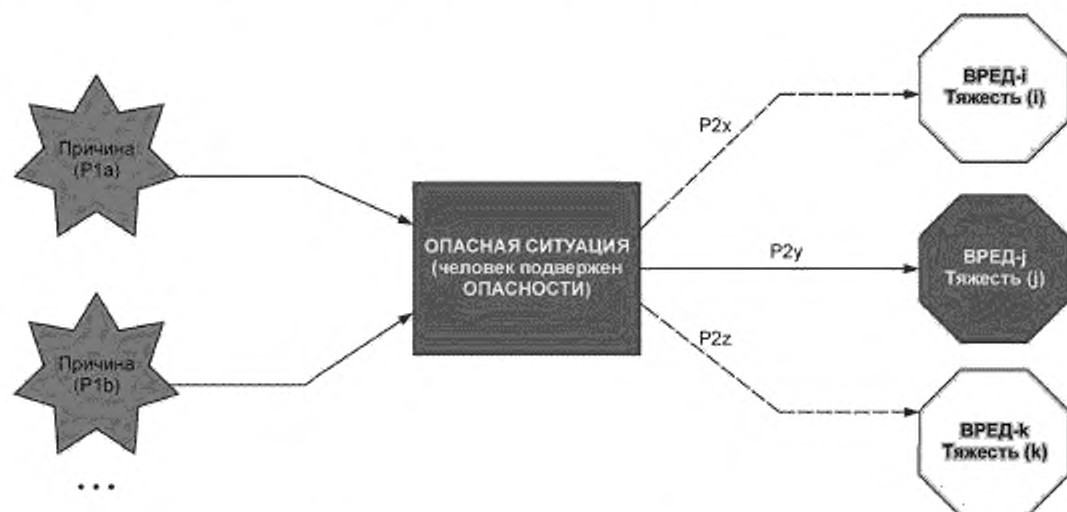 Причина
(P1a)
Причина
(P1b)
...
ОПАСНАЯ СИТУАЦИЯ
(человек подвержен
ОПАСНОСТИ)
P2x
P2y
P2z
ВРЕД-i
Тяжесть (i)
ВРЕД-j
Тяжесть (j)
ВРЕД-k
Тяжесть (k)